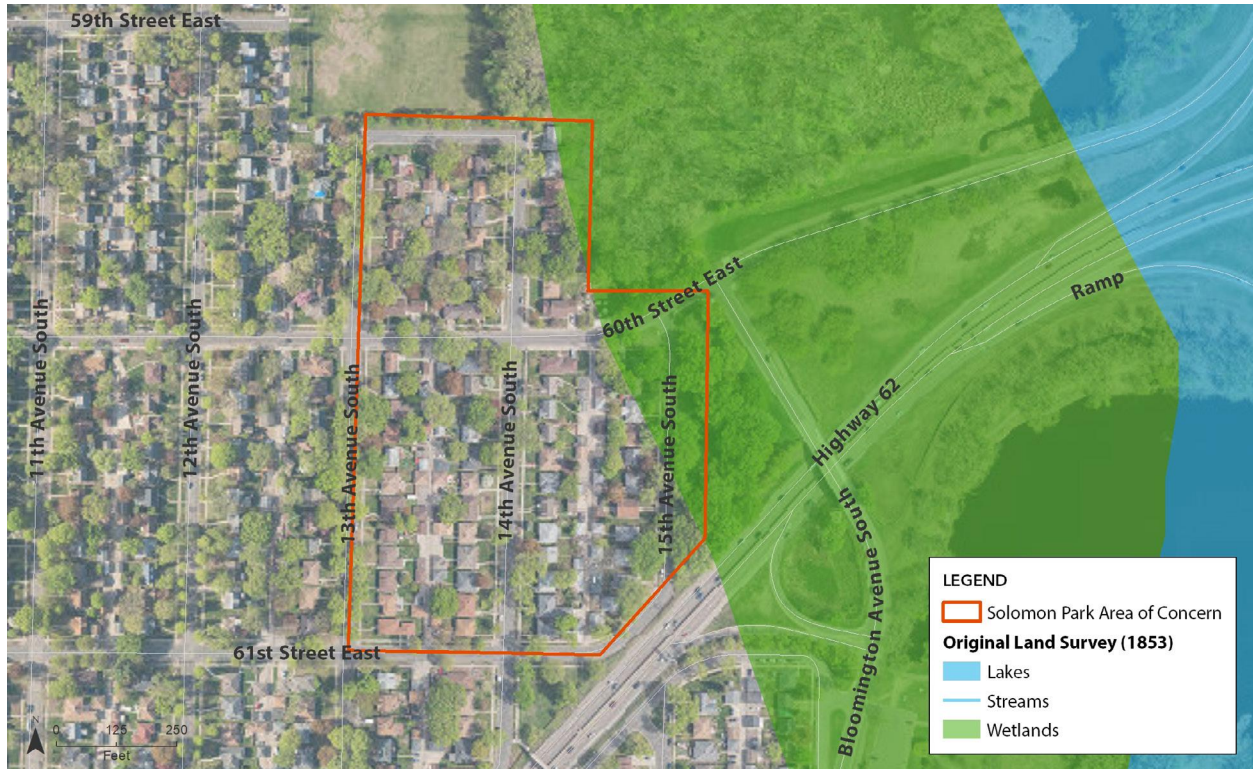 59th Street East
60th Street East
Ramp
11th Avenue South
12th Avenue South
13th Avenue South
14th Avenue South
15th Avenue South
Highway 62
Bloomington Avenue South
61st Street East
N
0 125 250
Feet
LEGEND
Solomon Park Area of Concern
Original Land Survey (1853)
Lakes
Streams
Wetlands